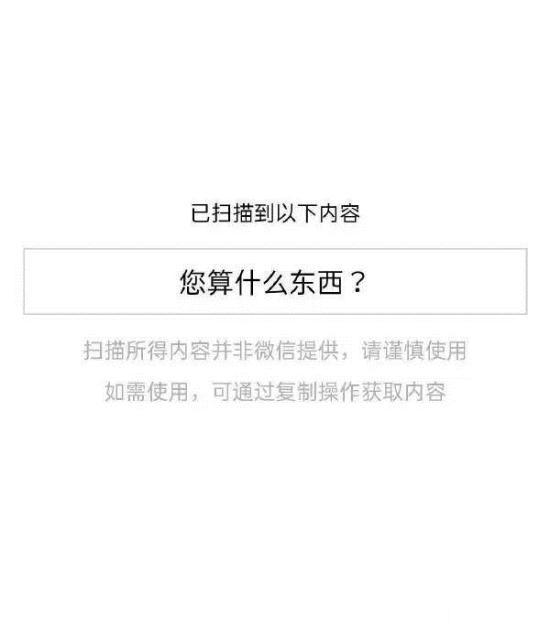 已扫描到以下内容
您算什么东西？
扫描所得内容并非微信提供，请谨慎使用
如需使用，可通过复制操作获取内容